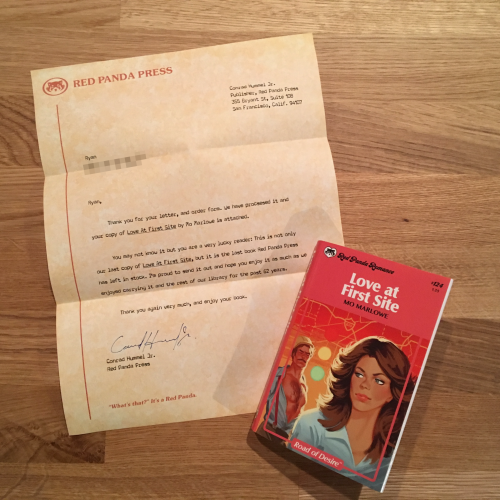 RED PANDA PRESS
Conrad Hummel Jr.
Publisher, Red Panda Press
355 Bryant St, Suite 108
San Francisco, Calif. 94107
Ryan
Ryan,
Thank you for your letter, and order form. We have processed it and
your copy of Love At First Site by Mo Marlowe is attached.
You may not know it but you are a very lucky reader: This is not only
our last copy of Love At First Site, but it is the last book Red Panda Press
has left in stock. I'm proud to send it out and hope you enjoy it as much as we
enjoyed carrying it and the rest of our library for the past 62 years.
Thank you again very much, and enjoy your book.
Conrad Hummel Jr.
Conrad Hummel Jr.
Red Panda Press
"What's that?" It's a Red Panda.
Red Panda Romance
#124
Love at
First Site
MO MARLOWE
Road of Desire™